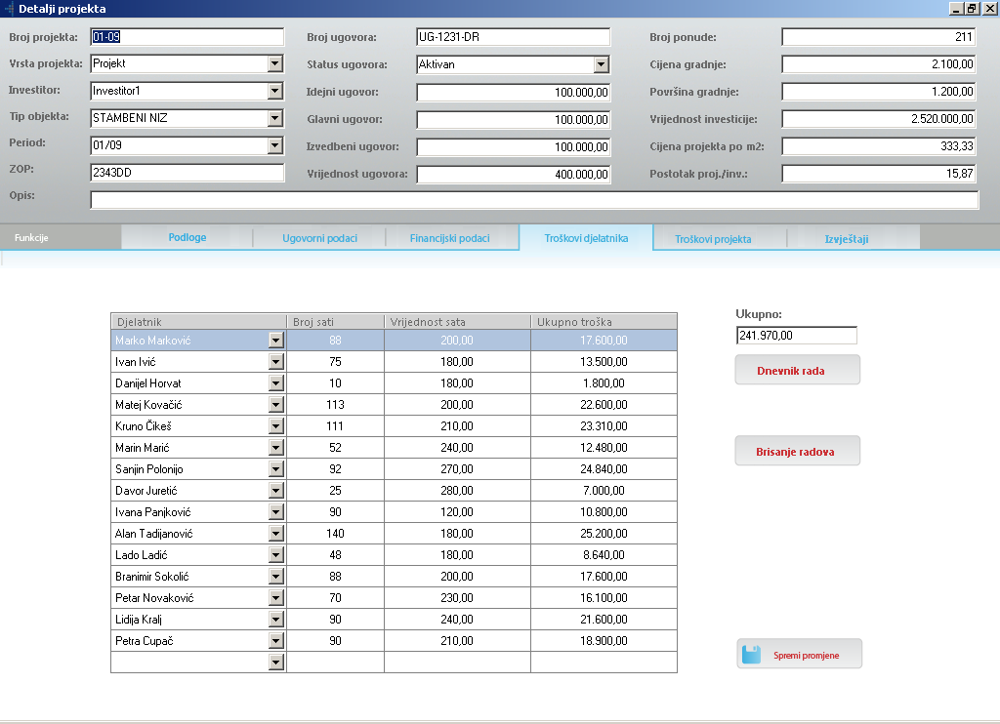 Detalji projekta
Broj projekta: 01-09 Broj ugovora: UG-1231-DR Broj ponude: 211
Vrsta projekta: Projekt Status ugovora: Aktivan Cijena gradnje: 2.100,00
Investitor: Investitor1 Idejni ugovor: 100.000,00 Površina gradnje: 1.200,00
Tip objekta: STAMBENI NIZ Glavni ugovor: 100.000,00 Vrijednost investicije: 2.520.000,00
Period: 01/09 Izvedbeni ugovor: 100.000,00 Cijena projekta po m2: 333,33
ZOP: 2343DD Vrijednost ugovora: 400.000,00 Postotak proj./inv.: 15,87
Opis:
Funkcije Podloge Ugovorni podaci Financijski podaci Troškovi djelatnika Troškovi projekta Izvještaji
Djelatnik Broj sati Vrijednost sata Ukupno troška
Marko Marković 88 200,00 17.600,00
Ivan Ivić 75 180,00 13.500,00
Danijel Horvat 10 180,00 1.800,00
Matej Kovačić 113 200,00 22.600,00
Kruno Čikeš 111 210,00 23.310,00
Marin Marić 52 240,00 12.480,00
Sanjin Polonijo 92 270,00 24.840,00
Davor Juretić 25 280,00 7.000,00
Ivana Panjković 90 120,00 10.800,00
Alan Tadijanović 140 180,00 25.200,00
Lado Ladić 48 180,00 8.640,00
Branimir Sokolić 88 200,00 17.600,00
Petar Novaković 70 230,00 16.100,00
Lidija Kralj 90 240,00 21.600,00
Petra Cupač 90 210,00 18.900,00
Ukupno:
241.970,00
Dnevnik rada
Brisanje radova
Spremi promjene